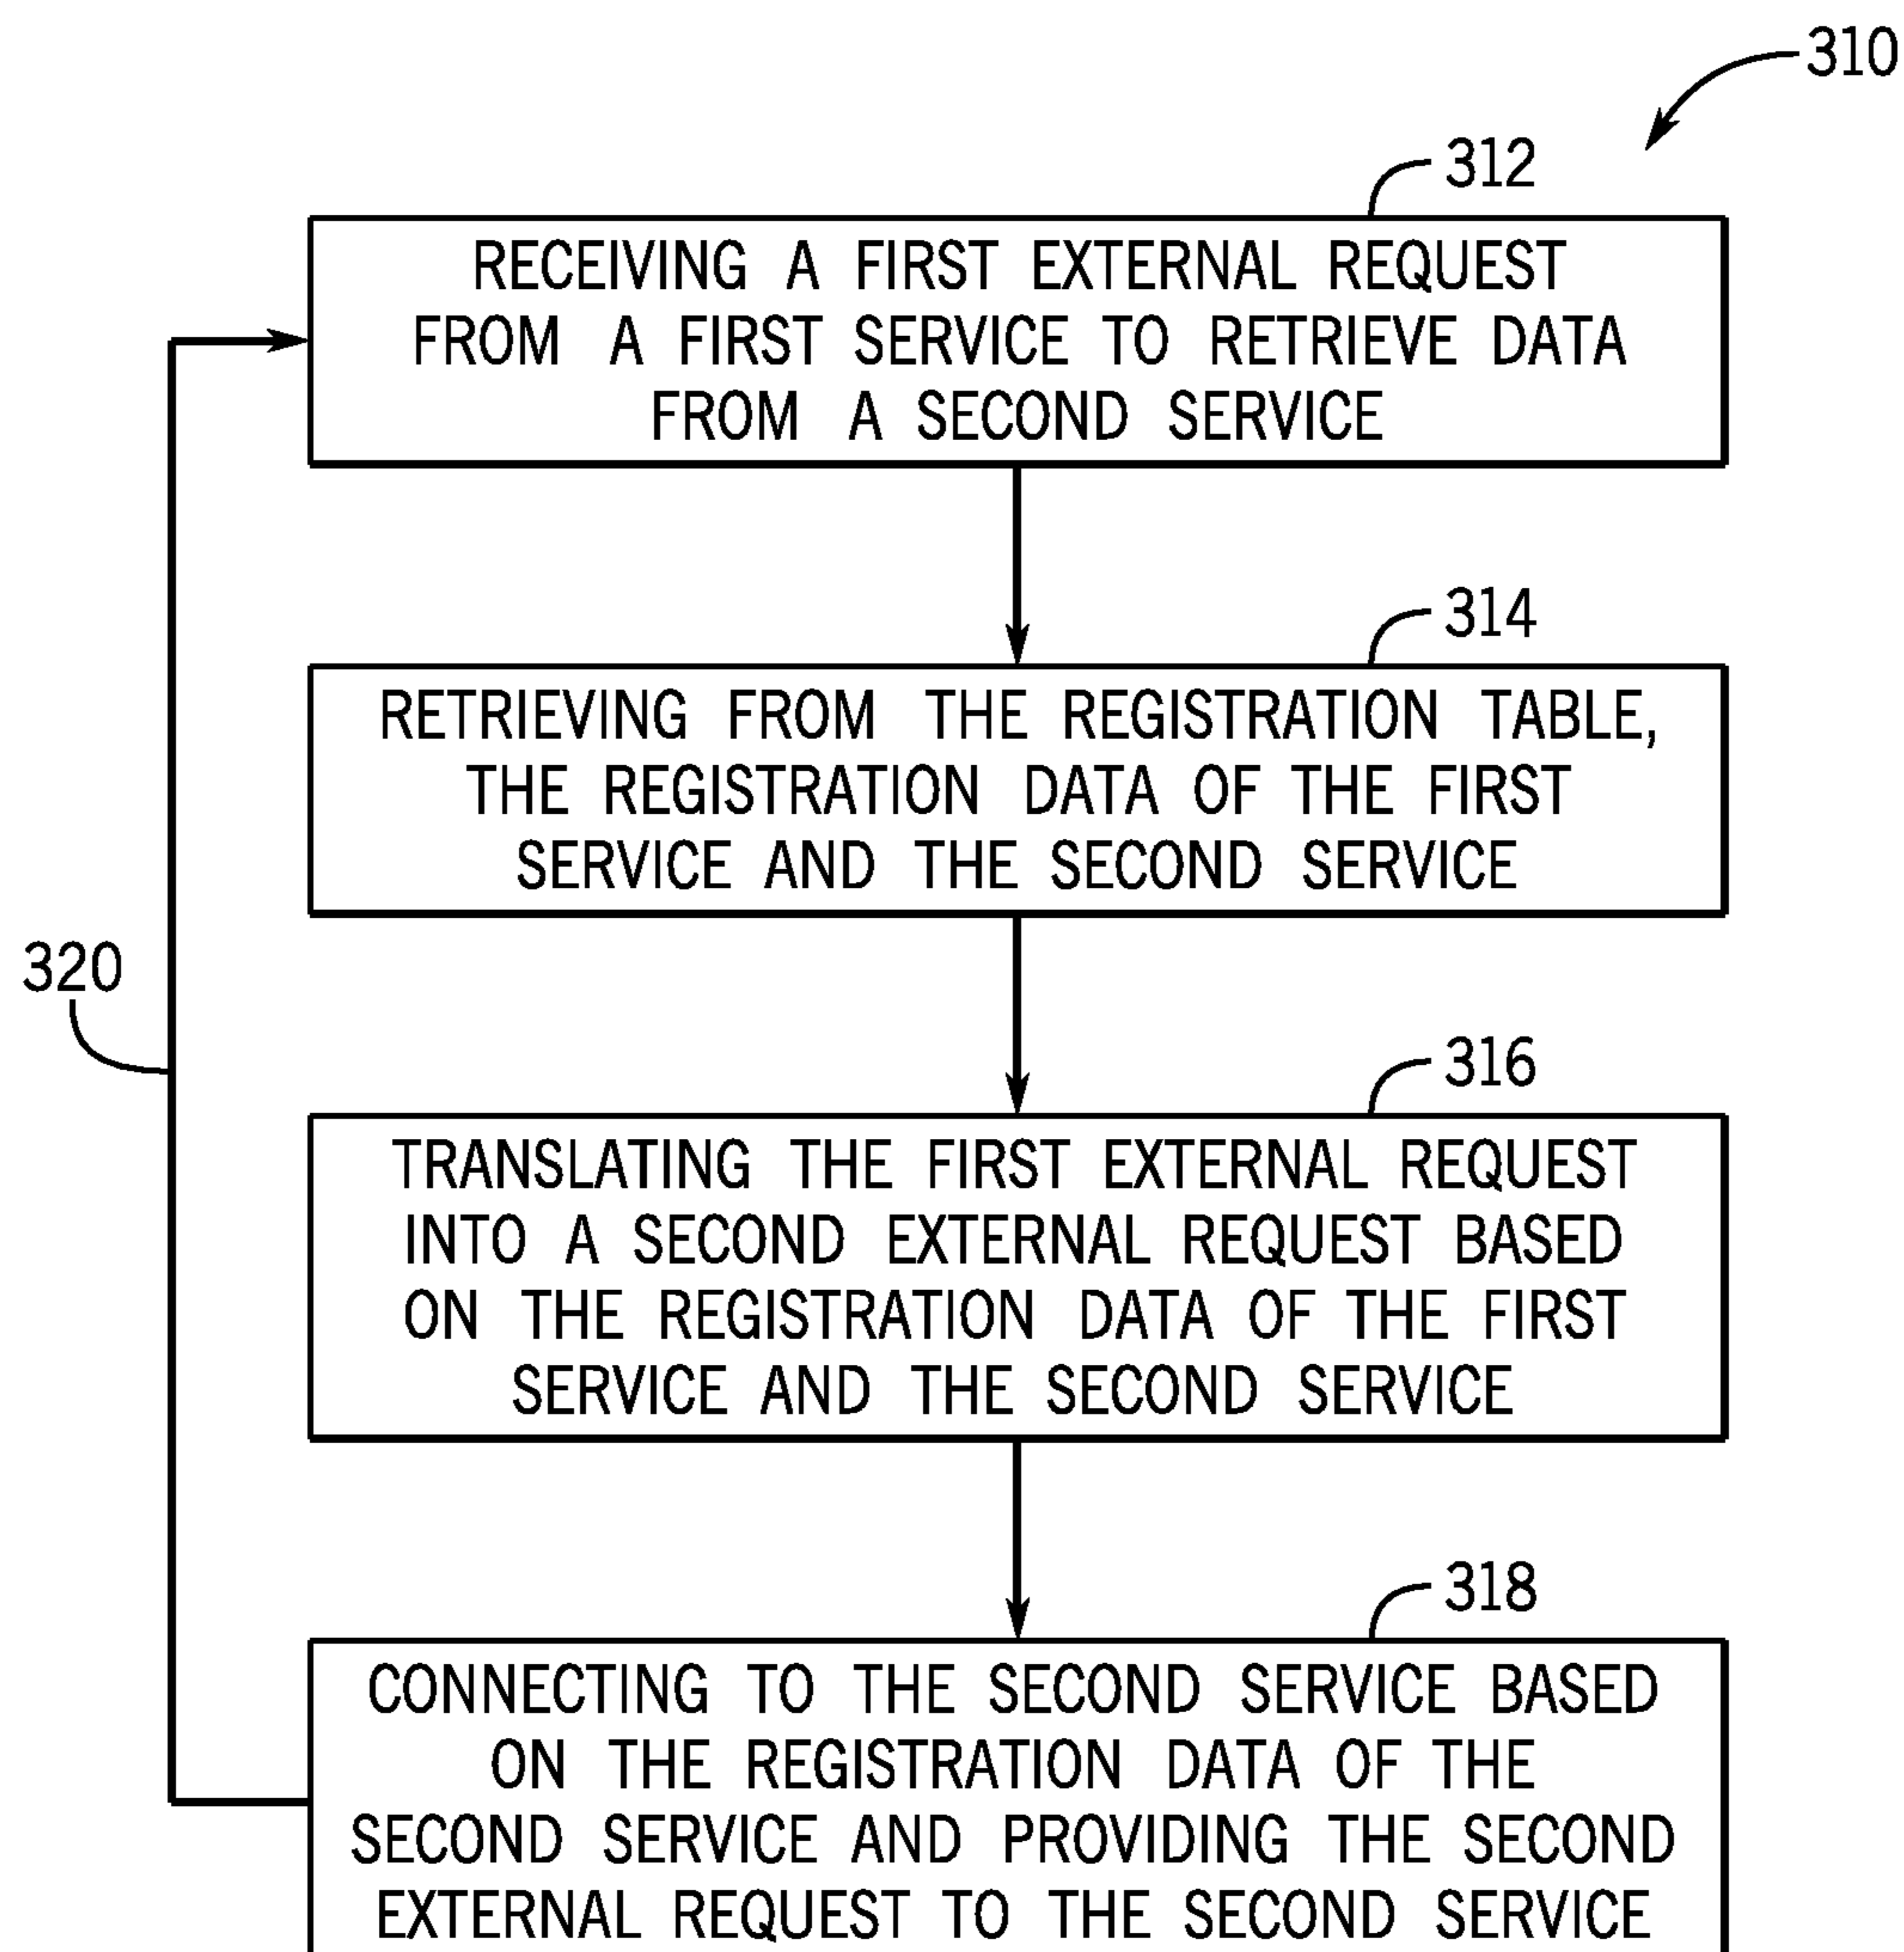 310
312
RECEIVING A FIRST EXTERNAL REQUEST
FROM A FIRST SERVICE TO RETRIEVE DATA
FROM A SECOND SERVICE
314
RETRIEVING FROM THE REGISTRATION TABLE,
THE REGISTRATION DATA OF THE FIRST
SERVICE AND THE SECOND SERVICE
320
316
TRANSLATING THE FIRST EXTERNAL REQUEST
INTO A SECOND EXTERNAL REQUEST BASED
ON THE REGISTRATION DATA OF THE FIRST
SERVICE AND THE SECOND SERVICE
318
CONNECTING TO THE SECOND SERVICE BASED
ON THE REGISTRATION DATA OF THE
SECOND SERVICE AND PROVIDING THE SECOND
EXTERNAL REQUEST TO THE SECOND SERVICE